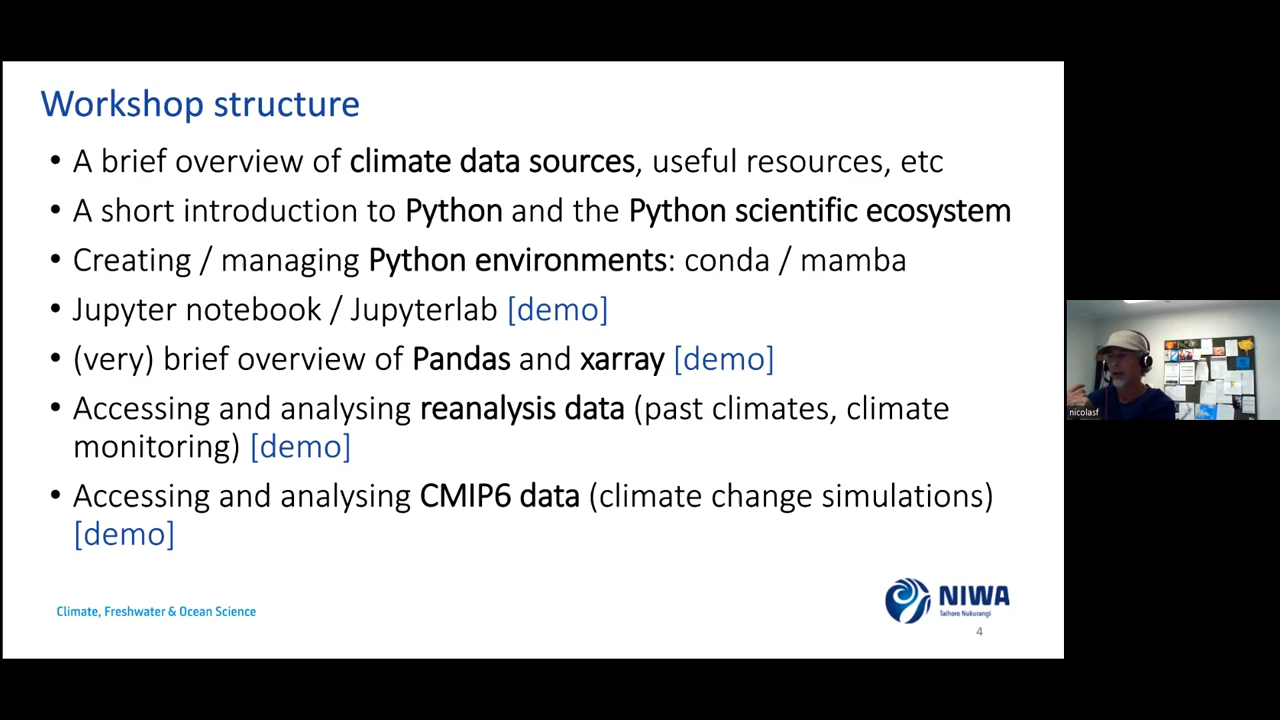 Workshop structure
• A brief overview of climate data sources, useful resources, etc
• A short introduction to Python and the Python scientific ecosystem
• Creating / managing Python environments: conda / mamba
• Jupyter notebook / Jupyterlab [demo]
• (very) brief overview of Pandas and xarray [demo]
• Accessing and analysing reanalysis data (past climates, climate
monitoring) [demo]
• Accessing and analysing CMIP6 data (climate change simulations)
[demo]
Climate, Freshwater & Ocean Science
NIWA
Taihoro Nukurangi
4
nicolasf